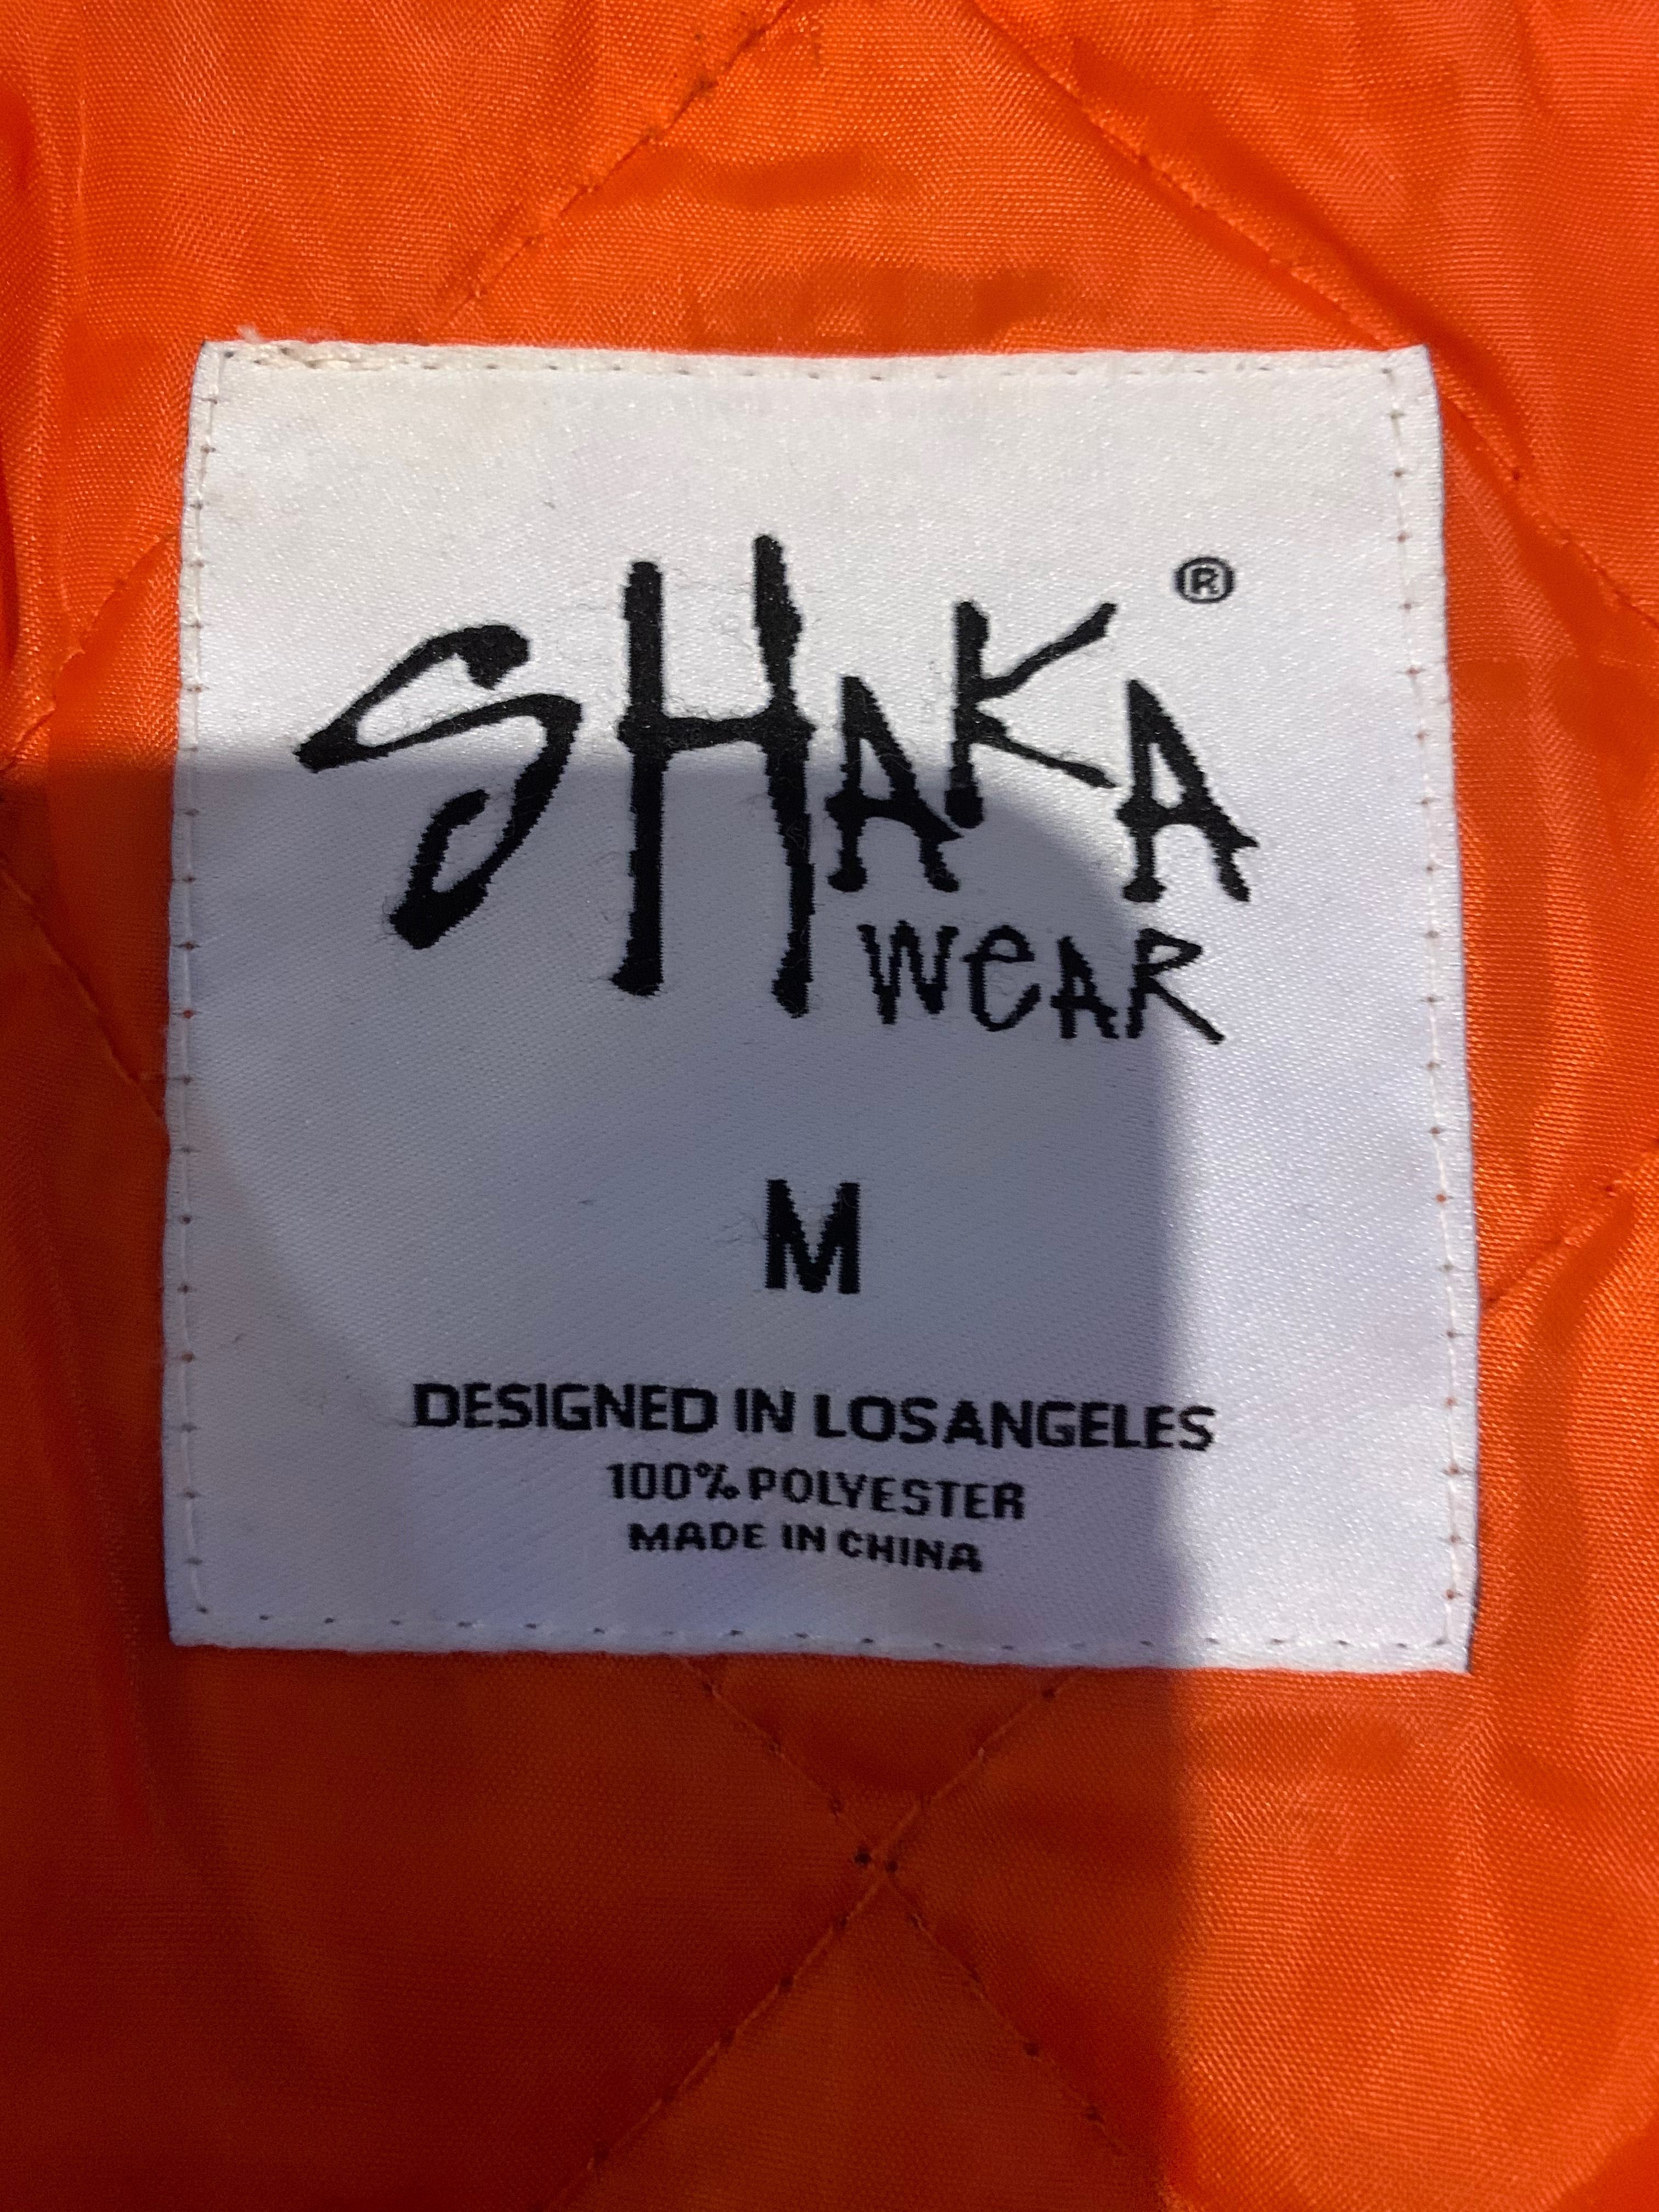 SHAKA ®
WeAR
M
DESIGNED IN LOS ANGELES
100% POLYESTER
MADE IN CHINA